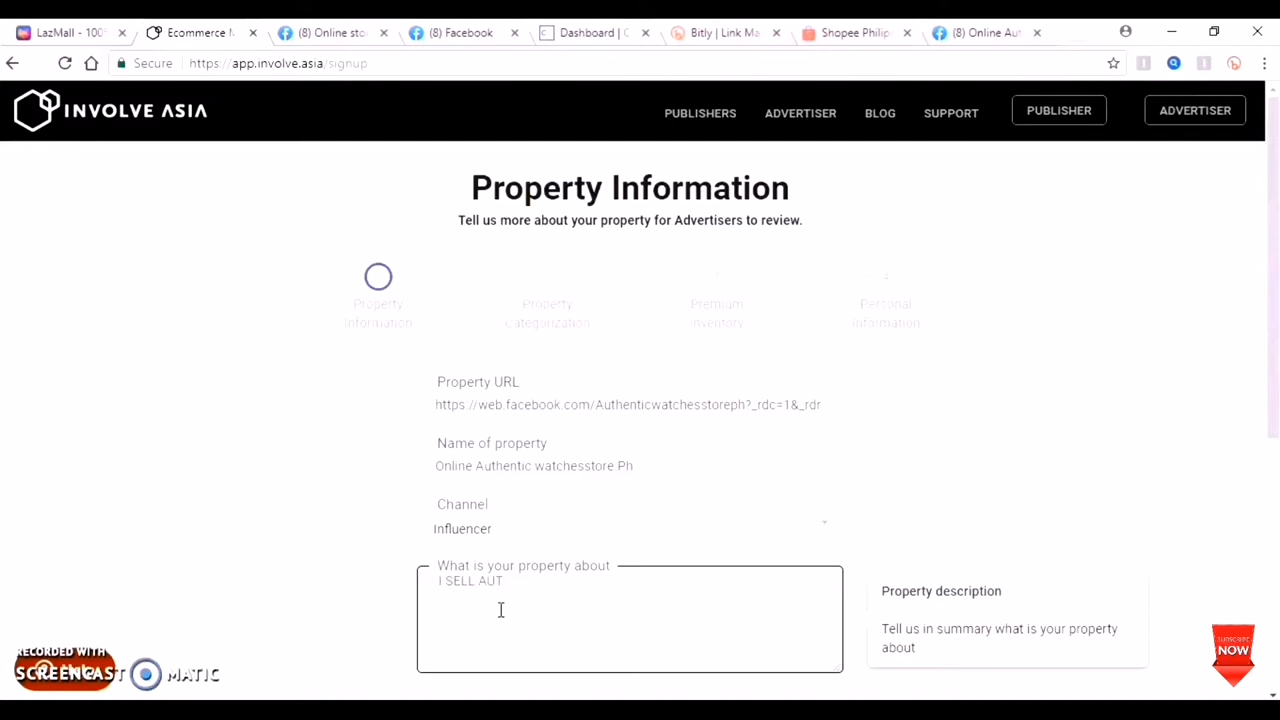 LazMall - 100
Ecommerce M
(8) Online sto
(8) Facebook
Dashboard | C
Bitly | Link Ma
Shopee Philip
(8) Online Aut
Secure
https://app.involve.asia/signup
INVOLVE ASIA
PUBLISHERS
ADVERTISER
BLOG
SUPPORT
PUBLISHER
ADVERTISER
Property Information
Tell us more about your property for Advertisers to review.
Property
Information
Property
Categorization
Premium
Inventory
Personal
Information
Property URL
https://web.facebook.com/Authenticwatchesstoreph?_rdc=1&_rdr
Name of property
Online Authentic watchesstore Ph
Channel
Influencer
What is your property about
I SELL AUT
Property description
Tell us in summary what is your property
about
RECORDED WITH
SCREENCAST MATIC
SUBSCRIBE
NOW